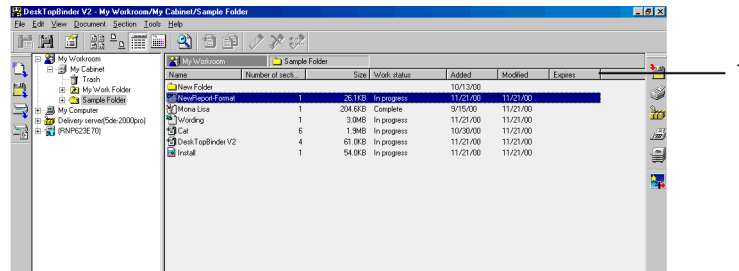 DeskTopBinder V2 - My Workroom/My Cabinet/Sample Folder
File Edit View Document Section Tools Help
My Workroom
My Cabinet
Trash
My Work Folder
Sample Folder
My Computer
Delivery server(5de-2000pro)
(RNP623E70)
My Workroom Sample Folder
Name Number of secti... Size Work status Added Modified Expires
New Folder 10/13/00
NewReport-Format 1 26.1KB In progress 11/21/00 11/21/00
Mona Lisa 1 204.6KB Complete 9/15/00 11/21/00
Wording 1 3.0MB In progress 11/21/00 11/21/00
Cat 6 1.9MB In progress 10/30/00 11/21/00
DeskTopBinder V2 4 61.0KB In progress 11/21/00 11/21/00
Install 1 54.0KB In progress 11/21/00 11/21/00